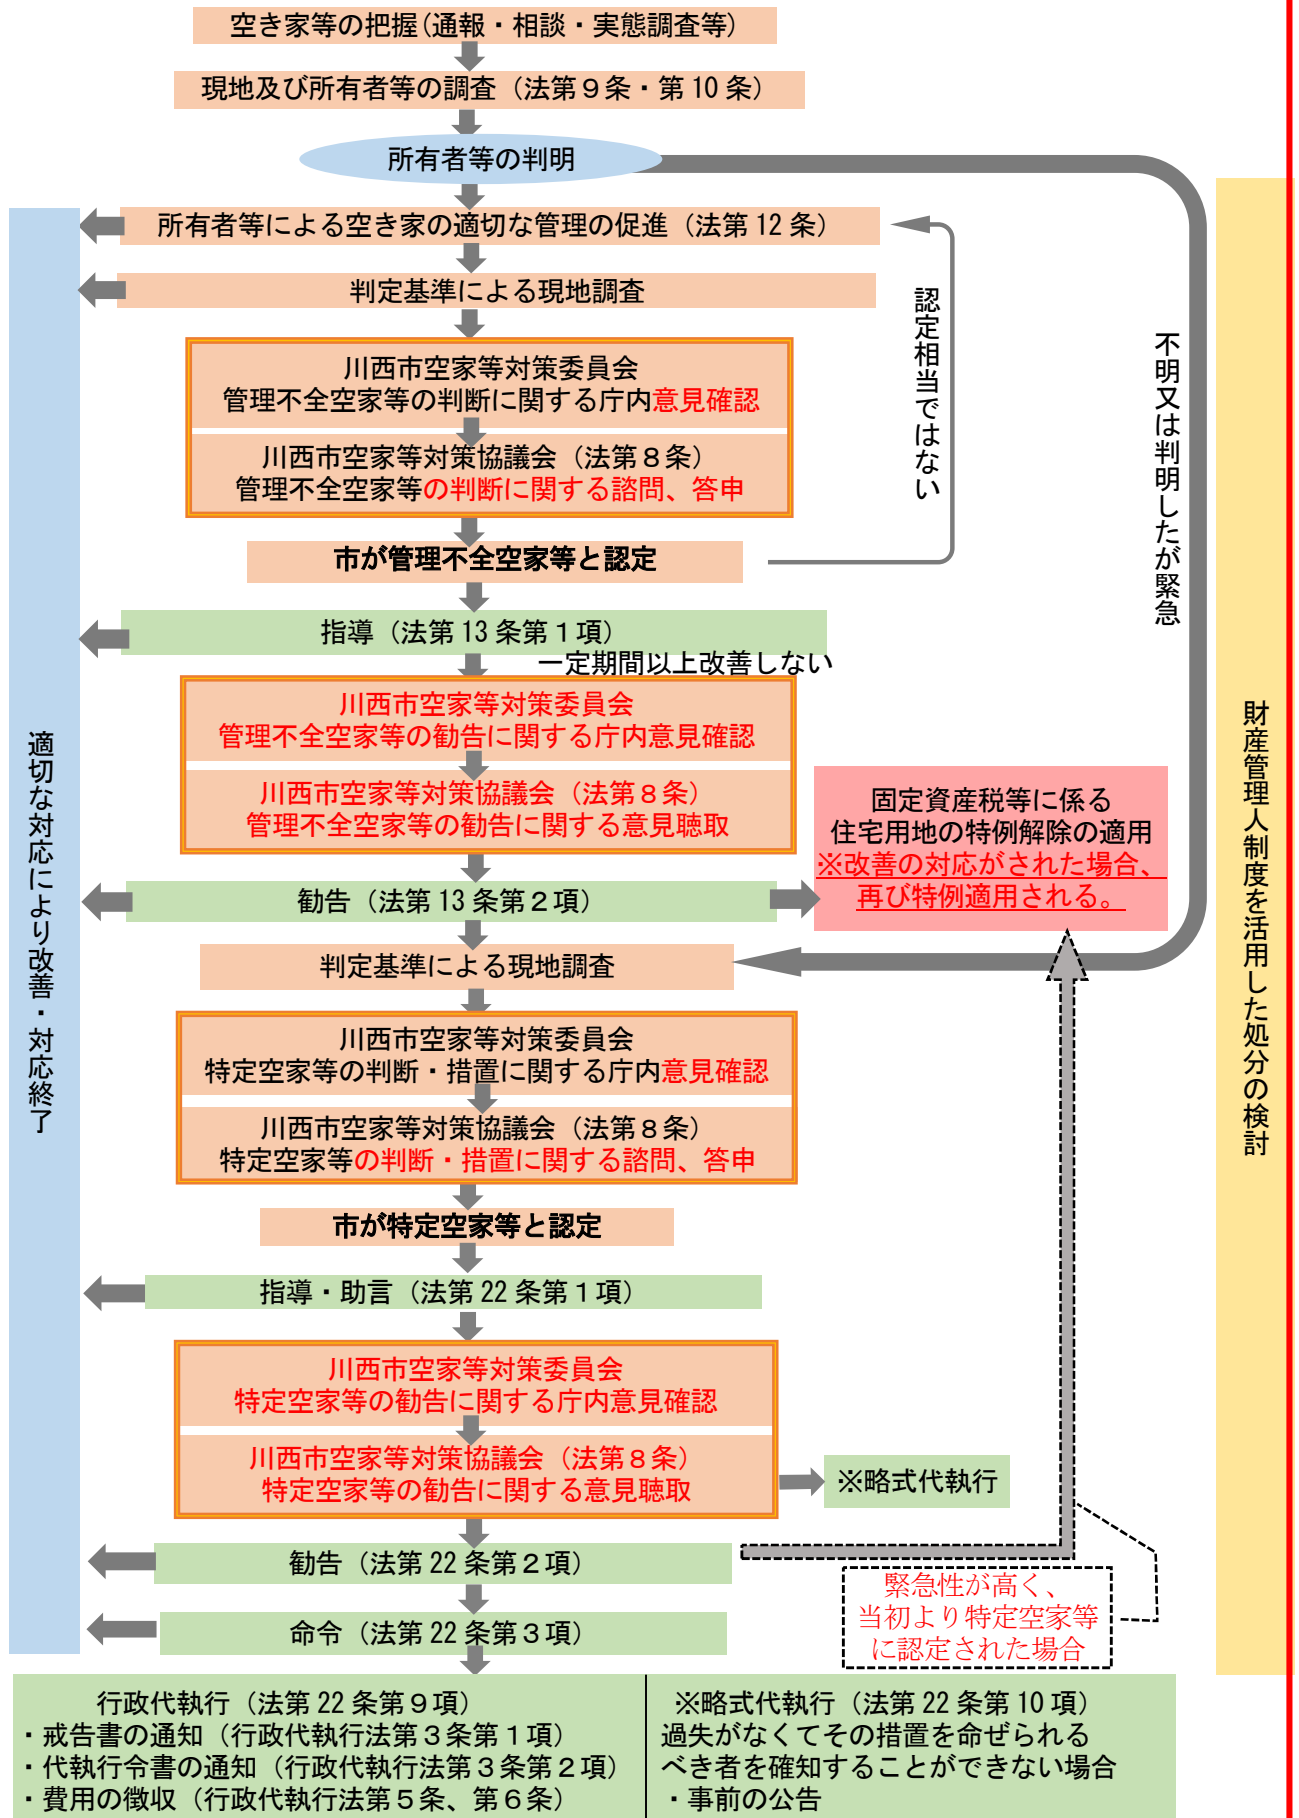 空き家等の把握(通報・相談・実態調査等)
現地及び所有者等の調査（法第９条・第 10 条）
所有者等の判明
所有者等による空き家の適切な管理の促進（法第 12 条）
判定基準による現地調査
川西市空家等対策委員会
管理不全空家等の判断に関する庁内意見確認
川西市空家等対策協議会（法第８条）
管理不全空家等の判断に関する諮問、答申
市が管理不全空家等と認定
認定相当ではない
不明又は判明したが緊急
指導（法第 13 条第１項）
一定期間以上改善しない
川西市空家等対策委員会
管理不全空家等の勧告に関する庁内意見確認
川西市空家等対策協議会（法第８条）
管理不全空家等の勧告に関する意見聴取
勧告（法第 13 条第２項）
固定資産税等に係る
住宅用地の特例解除の適用
※改善の対応がされた場合、
再び特例適用される。
判定基準による現地調査
川西市空家等対策委員会
特定空家等の判断・措置に関する庁内意見確認
川西市空家等対策協議会（法第８条）
特定空家等の判断・措置に関する諮問、答申
市が特定空家等と認定
指導・助言（法第 22 条第１項）
川西市空家等対策委員会
特定空家等の勧告に関する庁内意見確認
川西市空家等対策協議会（法第８条）
特定空家等の勧告に関する意見聴取
※略式代執行
勧告（法第 22 条第２項）
緊急性が高く、
当初より特定空家等
に認定された場合
命令（法第 22 条第３項）
適切な対応により改善・対応終了
財産管理人制度を活用した処分の検討
行政代執行（法第 22 条第９項）
・戒告書の通知（行政代執行法第３条第１項）
・代執行令書の通知（行政代執行法第３条第２項）
・費用の徴収（行政代執行法第５条、第６条）
※略式代執行（法第 22 条第 10 項）
過失がなくてその措置を命ぜられる
べき者を確知することができない場合
・事前の公告